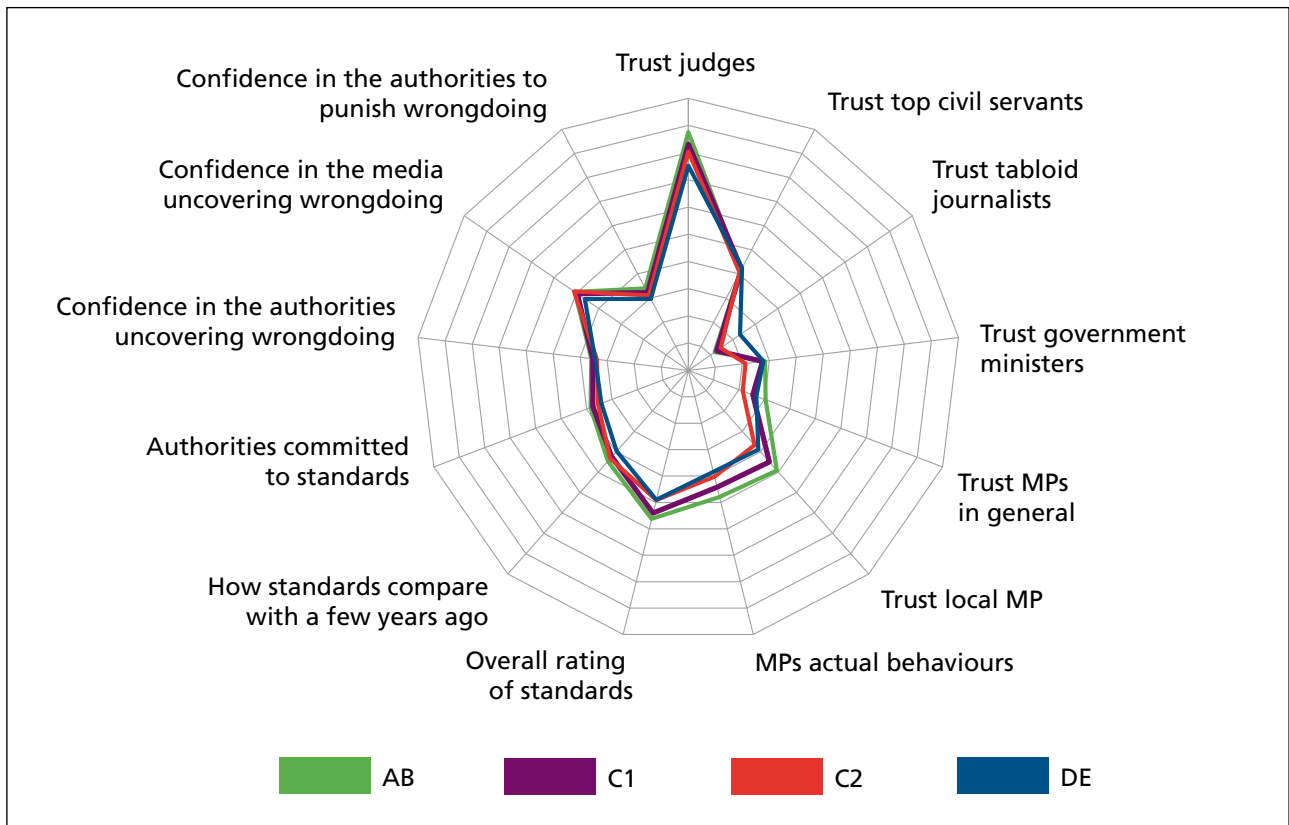 Trust judges
Confidence in the authorities to
punish wrongdoing
Trust top civil servants
Confidence in the media
uncovering wrongdoing
Trust tabloid
journalists
Confidence in the authorities
uncovering wrongdoing
Trust government
ministers
Authorities committed
to standards
Trust MPs
in general
How standards compare
with a few years ago
Trust local MP
Overall rating
of standards
MPs actual behaviours
AB
C1
C2
DE